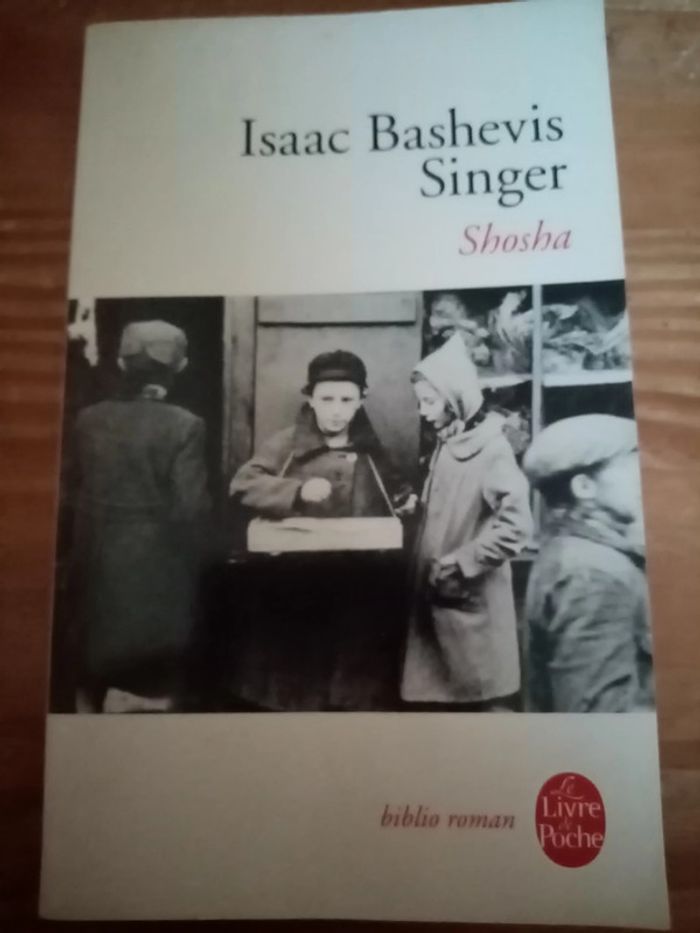 Isaac Bashevis
Singer
Shosha
biblio roman
Le
Livre
de
Poche